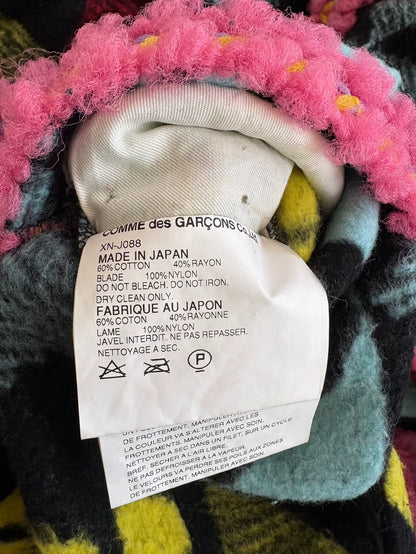 COMME des GARÇONS CO.,LTD
XN-J088
MADE IN JAPAN
60%COTTON 40%RAYON
BLADE 100%NYLON
DO NOT BLEACH. DO NOT IRON.
DRY CLEAN ONLY.
FABRIQUE AU JAPON
60%COTON 40%RAYONNE
LAME 100%NYLON
JAVEL INTERDIT. NE PAS REPASSER.
NETTOYAGE A SEC.
P
DE FROTTEMENT. MANIPULER AVEC SOIN.
LA COULEUR VA S'ALTERER AVEC LES
FROTTEMENTS. MANIPULER AVEC SOIN.
NETTOYER A SEC DANS UN FILET, SUR UN CYCLE
BREF. SECHER A L'AIR LIBRE.
NE PAS DEFROISSER A LA VAPEUR.
LE VELOURS VA PERDRE SES POILS AUX ZONES
DE FROTTEMENT.